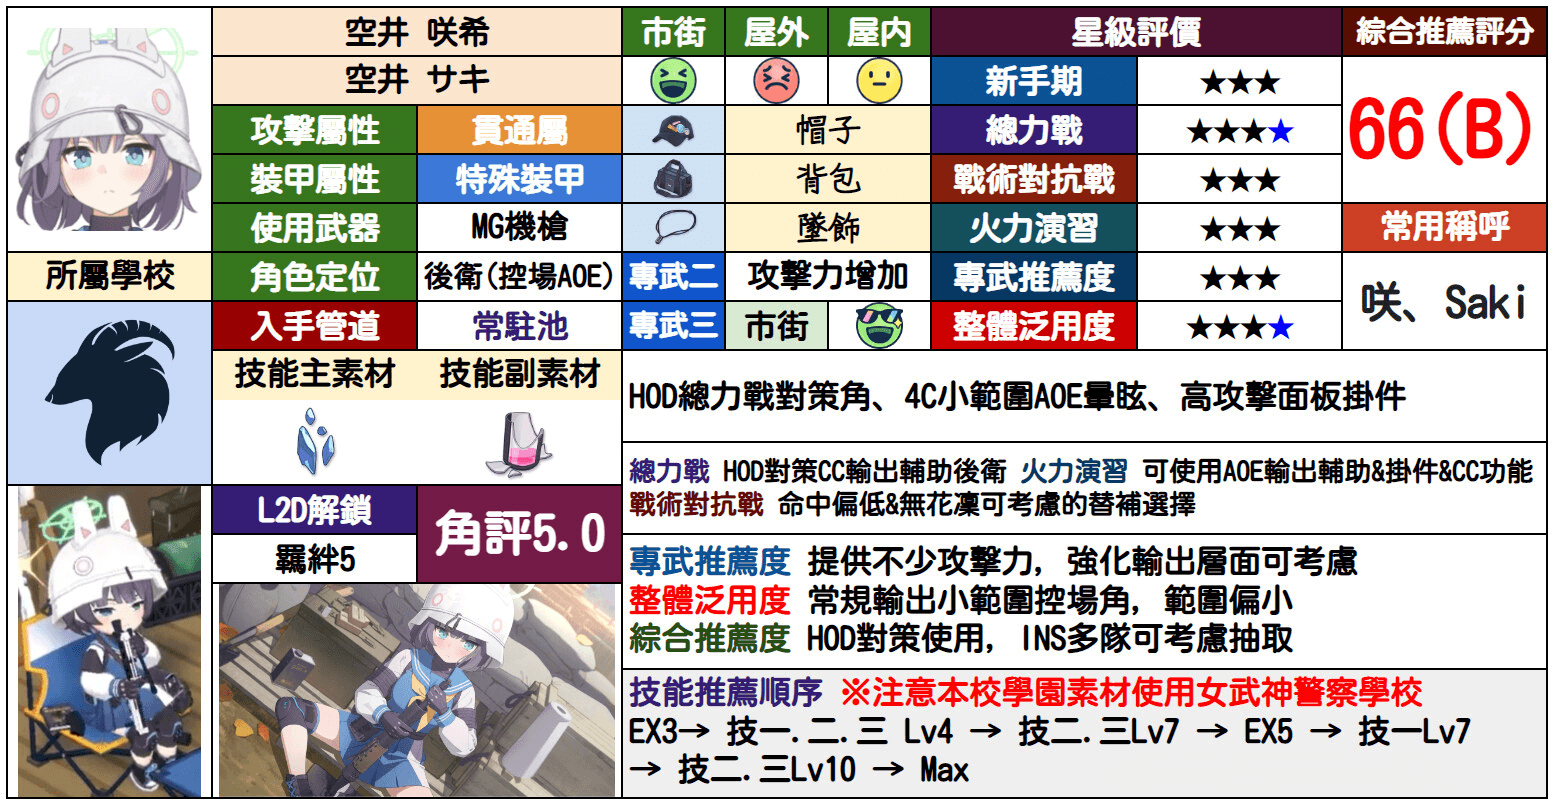 空井 咲希
空井 サキ
市街 屋外 屋内
星級評價
綜合推薦評分
新手期 ★★★
66(B)
攻擊屬性 貫通屬
帽子
總力戰 ★★★★
裝甲屬性 特殊裝甲
背包
戰術對抗戰 ★★★
使用武器 MG機槍
墜飾
火力演習 ★★★
常用稱呼
所屬學校
角色定位 後衛(控場AOE)
專武二 攻擊力增加
專武推薦度 ★★★
咲、Saki
入手管道 常駐池
專武三 市街
整體泛用度 ★★★★
技能主素材 技能副素材
HOD總力戰對策角、4C小範圍AOE暈眩、高攻擊面板掛件
總力戰 HOD對策CC輸出輔助後衛 火力演習 可使用AOE輸出輔助&掛件&CC功能
戰術對抗戰 命中偏低&無花凜可考慮的替補選擇
L2D解鎖
羈絆5
角評5.0
專武推薦度 提供不少攻擊力, 強化輸出層面可考慮
整體泛用度 常規輸出小範圍控場角, 範圍偏小
綜合推薦度 HOD對策使用, INS多隊可考慮抽取
技能推薦順序 ※注意本校學園素材使用女武神警察學校
EX3→ 技一.二.三 Lv4 → 技二.三Lv7 → EX5 → 技一Lv7
→ 技二.三Lv10 → Max